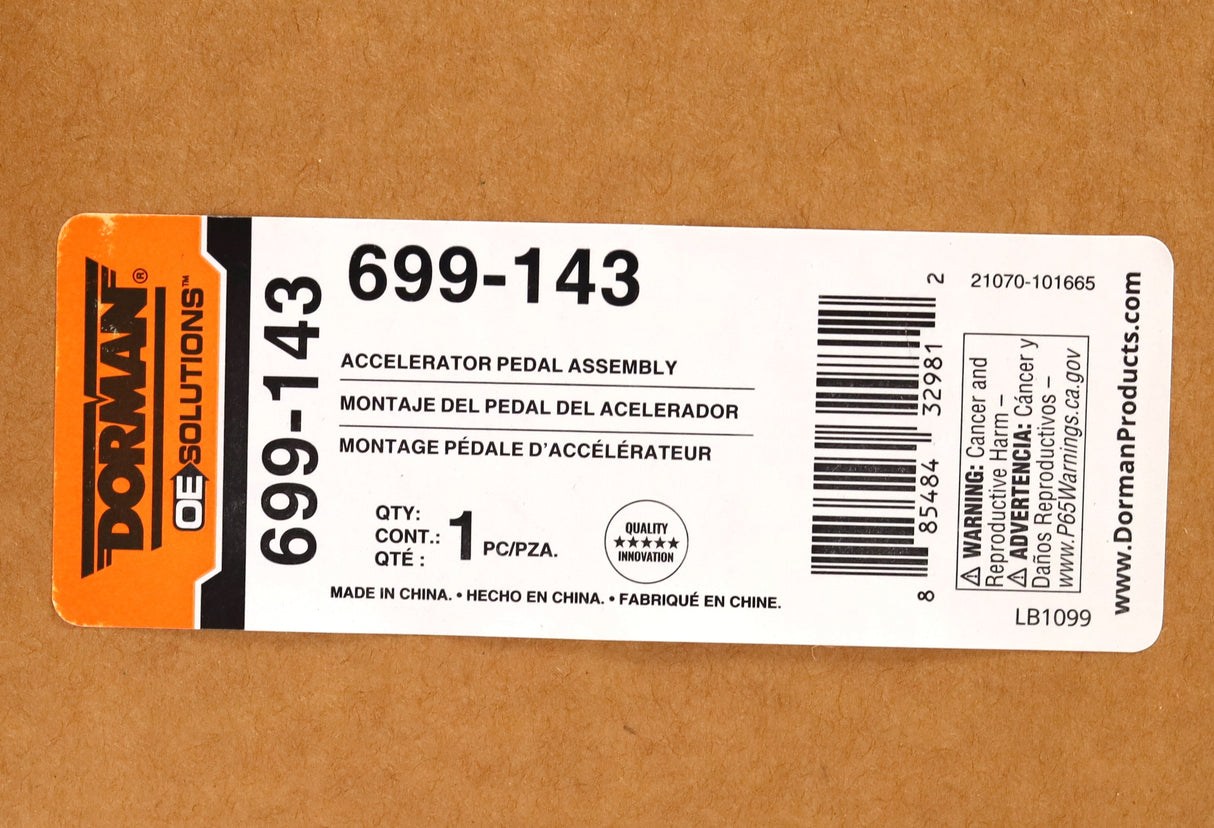 DORMAN®
OE SOLUTIONS™
699-143
699-143
ACCELERATOR PEDAL ASSEMBLY
MONTAJE DEL PEDAL DEL ACELERADOR
MONTAGE PÉDALE D'ACCÉLÉRATEUR
QTY:
CONT.:
QTÉ :
1 PC/PZA.
QUALITY
★★★★★
INNOVATION
MADE IN CHINA. • HECHO EN CHINA. • FABRIQUÉ EN CHINE.
8 85484 32981 2
21070-101665
⚠ WARNING: Cancer and
Reproductive Harm –
⚠ ADVERTENCIA: Cáncer y
Daños Reproductivos –
www.P65Warnings.ca.gov
LB1099
www.DormanProducts.com